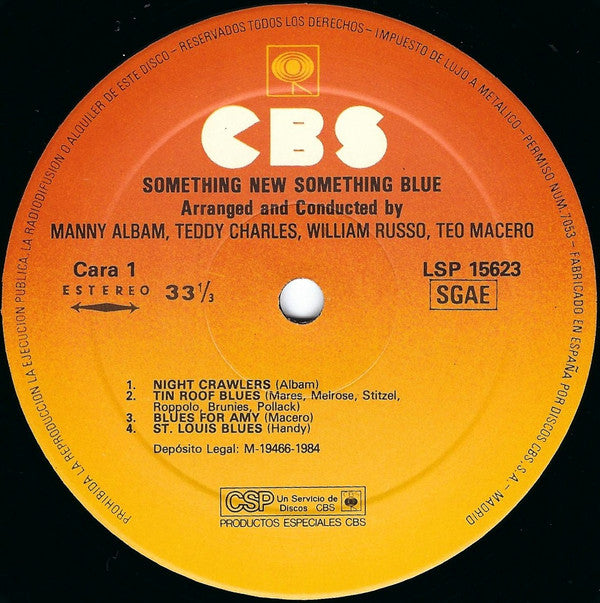 PROHIBIDA LA REPRODUCCION, LA EJECUCION PUBLICA, LA RADIODIFUSION O ALQUILER DE ESTE DISCO – RESERVADOS TODOS LOS DERECHOS – IMPUESTO DE LUJO A METALICO – PERMISO NUM. 7053 – FABRICADO EN ESPAÑA POR DISCOS CBS, S.A. – MADRID
CBS
SOMETHING NEW SOMETHING BLUE
Arranged and Conducted by
MANNY ALBAM, TEDDY CHARLES, WILLIAM RUSSO, TEO MACERO
Cara 1
LSP 15623
ESTEREO 33 1/3
SGAE
1. NIGHT CRAWLERS (Albam)
2. TIN ROOF BLUES (Mares, Melrose, Stitzel,
Roppolo, Brunies, Pollack)
3. BLUES FOR AMY (Macero)
4. ST. LOUIS BLUES (Handy)
Depósito Legal: M-19466-1984
CSP Un Servicio de
Discos CBS
PRODUCTOS ESPECIALES CBS